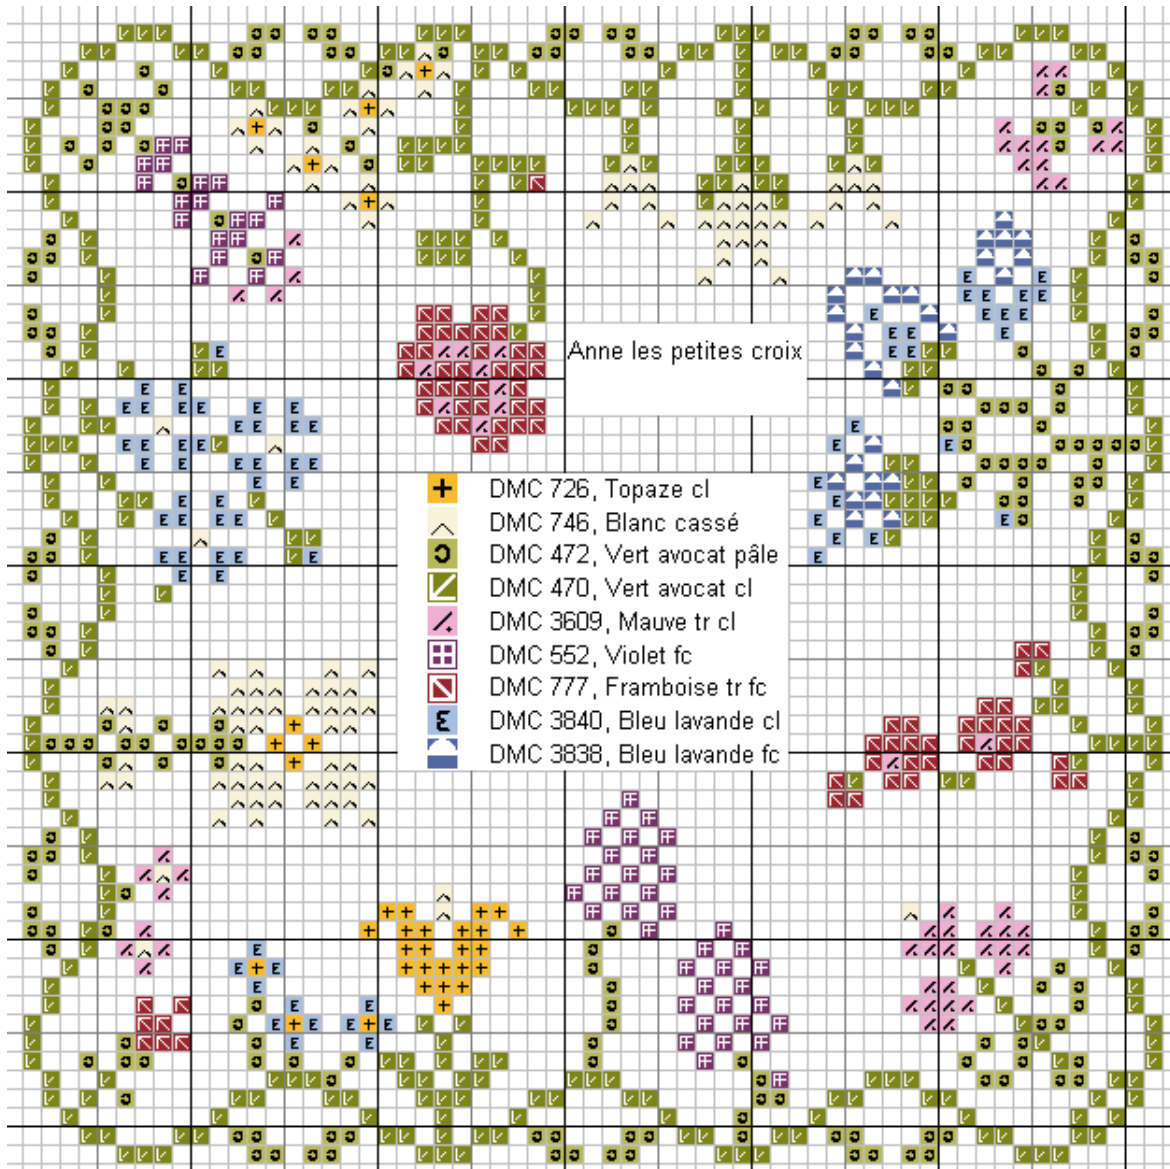 Anne les petites croix
DMC 726, Topaze cl
DMC 746, Blanc cassé
DMC 472, Vert avocat pâle
DMC 470, Vert avocat cl
DMC 3609, Mauve tr cl
DMC 552, Violet fc
DMC 777, Framboise tr fc
DMC 3840, Bleu lavande cl
DMC 3838, Bleu lavande fc